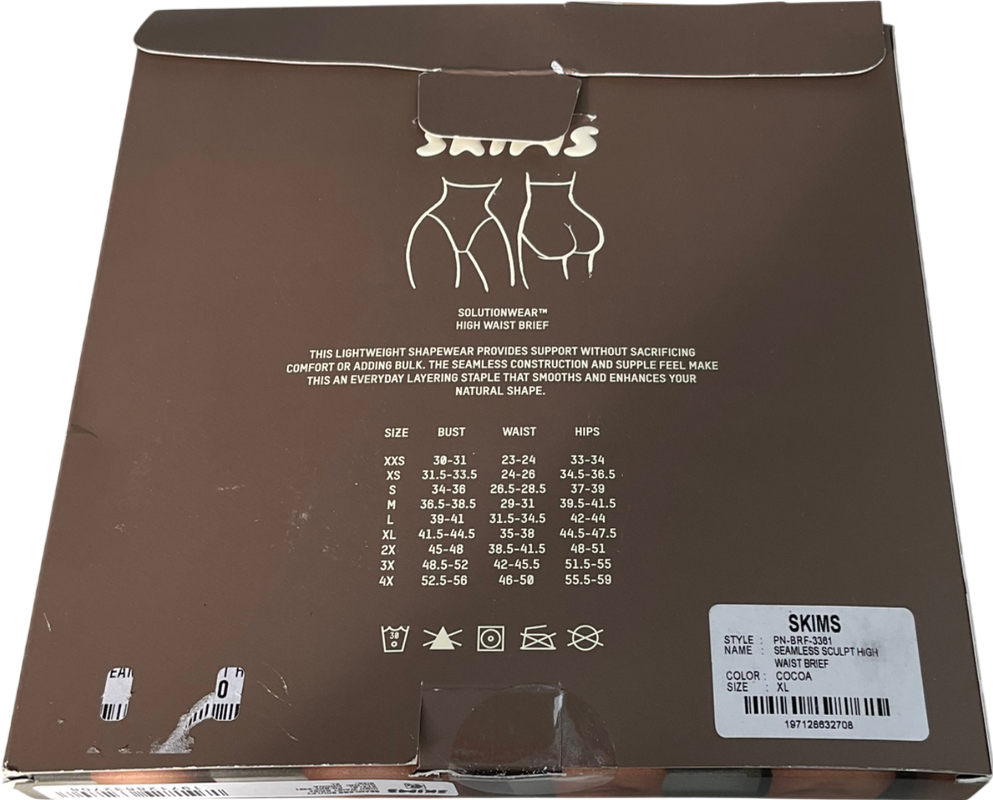 SKIMS
SOLUTIONWEAR™
HIGH WAIST BRIEF
THIS LIGHTWEIGHT SHAPEWEAR PROVIDES SUPPORT WITHOUT SACRIFICING
COMFORT OR ADDING BULK. THE SEAMLESS CONSTRUCTION AND SUPPLE FEEL MAKE
THIS AN EVERYDAY LAYERING STAPLE THAT SMOOTHS AND ENHANCES YOUR
NATURAL SHAPE.
SIZE BUST WAIST HIPS
XXS 30-31 23-24 33-34
XS 31.5-33.5 24-26 34.5-36.5
S 34-36 26.5-28.5 37-39
M 36.5-38.5 29-31 39.5-41.5
L 39-41 31.5-34.5 42-44
XL 41.5-44.5 35-38 44.5-47.5
2X 45-48 38.5-41.5 48-51
3X 48.5-52 42-45.5 51.5-55
4X 52.5-56 46-50 55.5-59
30
SKIMS
STYLE : PN-BRF-3361
NAME : SEAMLESS SCULPT HIGH
WAIST BRIEF
COLOR : COCOA
SIZE : XL
197128632708
0
SKIMS